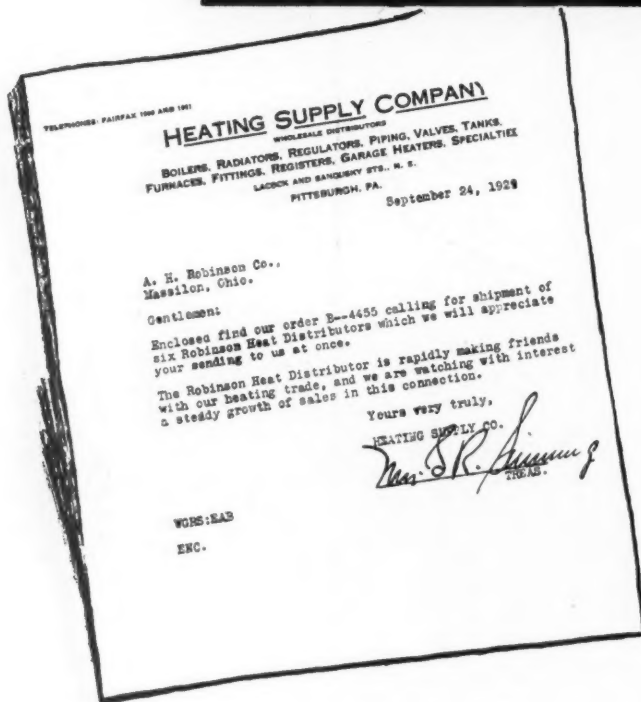 TELEPHONES: FAIRFAX 1960 AND 1961
HEATING SUPPLY COMPANY
WHOLESALE DISTRIBUTORS
BOILERS, RADIATORS, REGULATORS, PIPING, VALVES, TANKS,
FURNACES, FITTINGS, REGISTERS, GARAGE HEATERS, SPECIALTIES
LACOCK AND SANDUSKY STS., N. S.
PITTSBURGH, PA.
September 24, 1928
A. H. Robinson Co.,
Massilon, Ohio.
Gentlemen:
Enclosed find our order B--4455 calling for shipment of
six Robinson Heat Distributors which we will appreciate
your sending to us at once.
The Robinson Heat Distributor is rapidly making friends
with our heating trade, and we are watching with interest
a steady growth of sales in this connection.
Yours very truly,
HEATING SUPPLY CO.
TREAS.
WGRS:EAB
ENC.